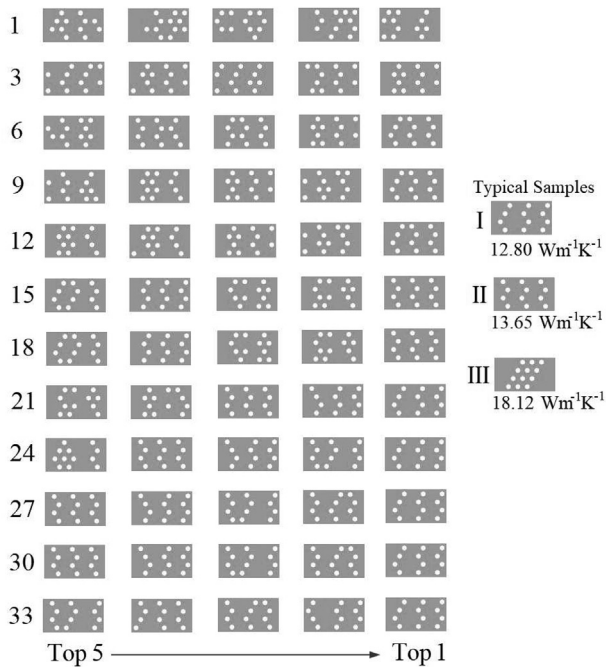 1
3
6
9
12
15
18
21
24
27
30
33
Top 5
Top 1
Typical Samples
I
12.80 Wm⁻¹K⁻¹
II
13.65 Wm⁻¹K⁻¹
III
18.12 Wm⁻¹K⁻¹